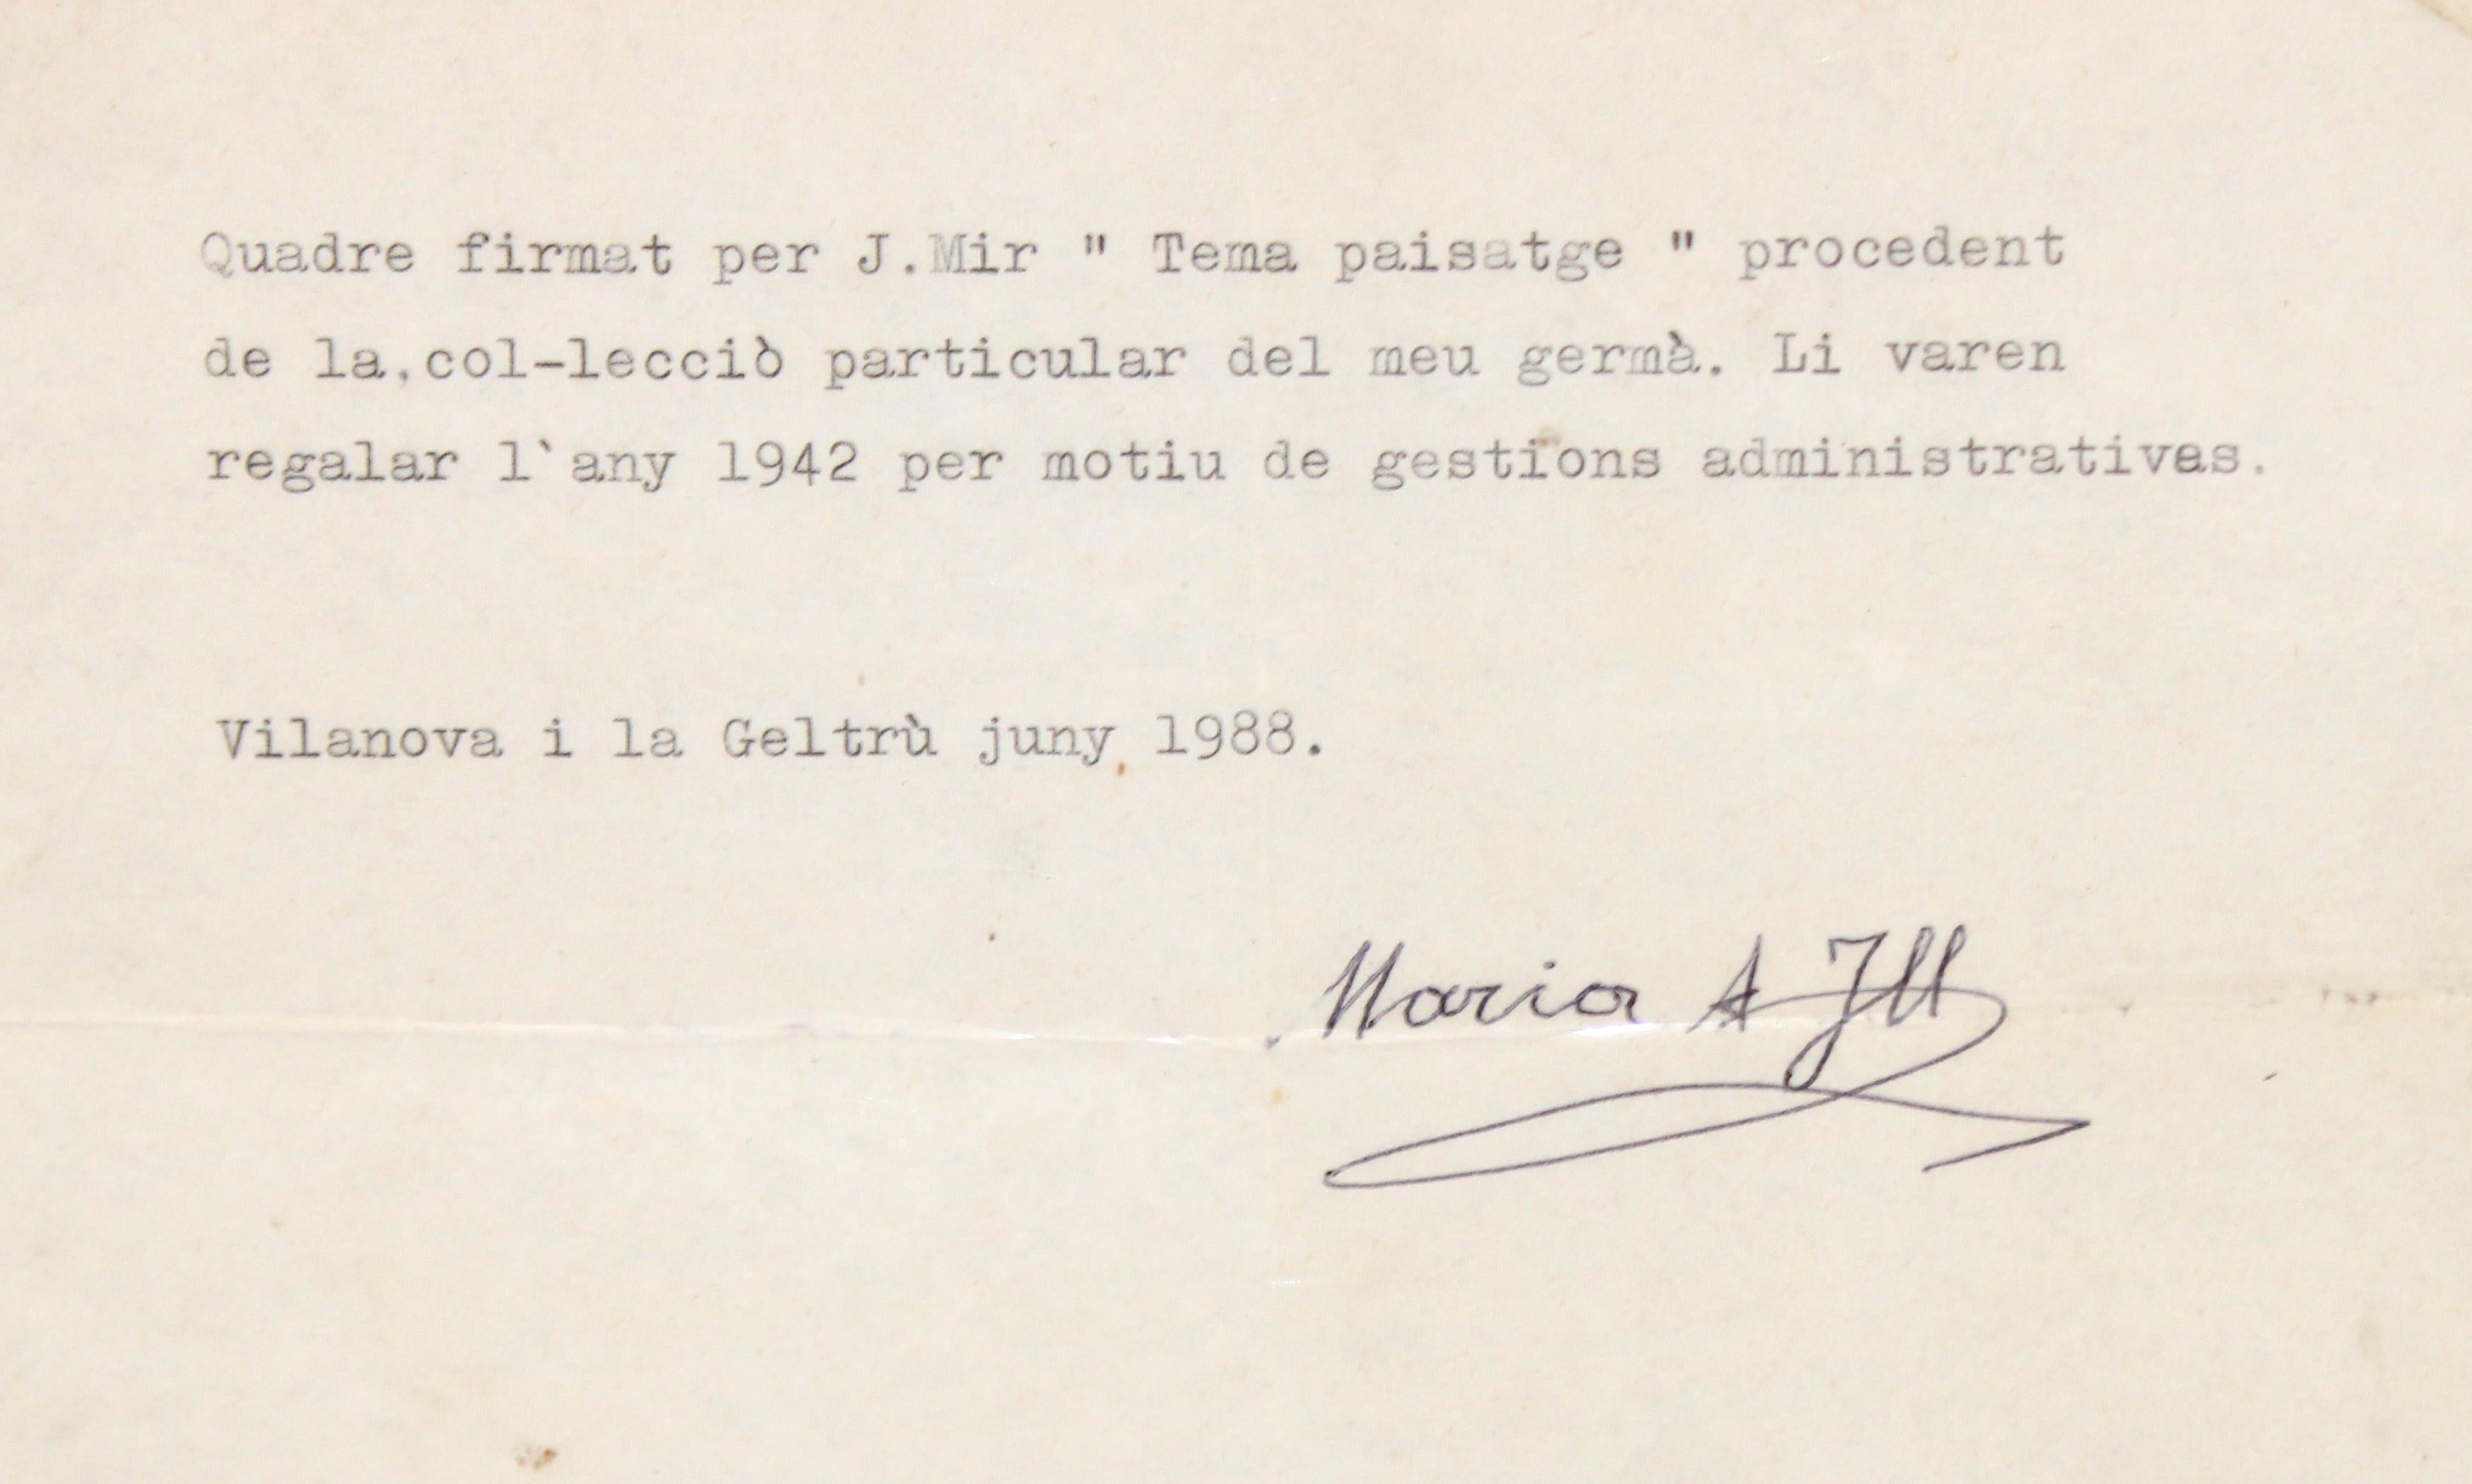 Quadre firmat per J.Mir " Tema paisatge " procedent
de la,col-lecciò particular del meu germà. Li varen
regalar l`any 1942 per motiu de gestions administratives.
Vilanova i la Geltrù juny 1988.
Maria A